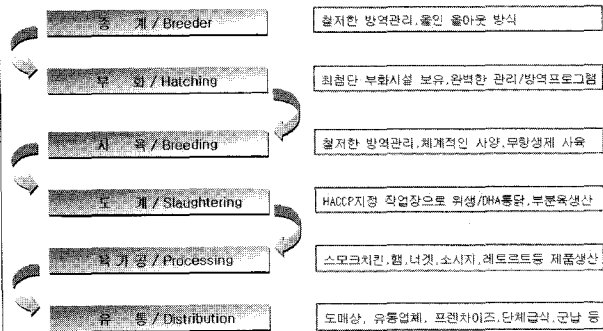 종 계 / Breeder
철저한 방역관리,올인 올아웃 방식
부 화 / Hatching
최첨단 부화시설 보유,완벽한 관리/방역프로그램
사 육 / Breeding
철저한 방역관리,체계적인 사양,무항생제 사육
도 계 / Slaughtering
HACCP지정 작업장으로 위생/DHA통닭,부분육생산
육 가 공 / Processing
스모크치킨,햄,너겟,소시지,레토르트등 제품생산
유 통 / Distribution
도매상, 유통업체, 프랜차이즈,단체급식,군납 등